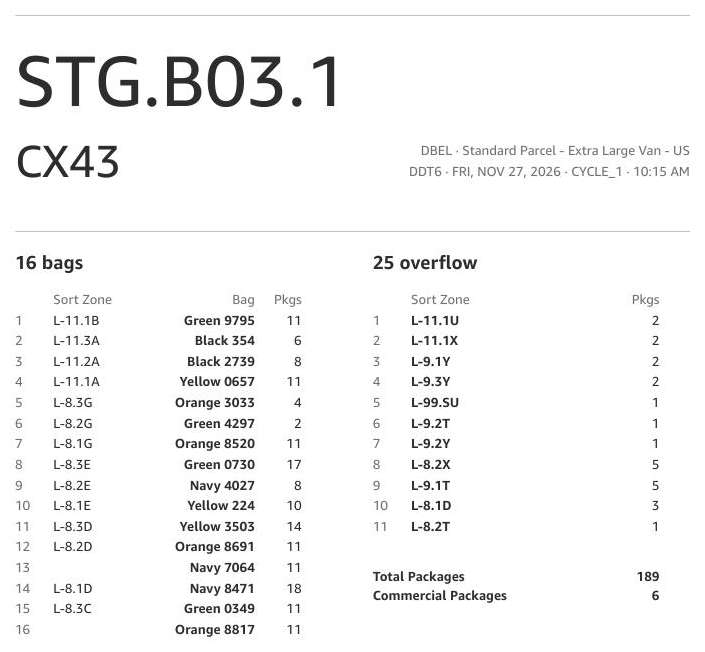 STG.B03.1
CX43
DBEL · Standard Parcel - Extra Large Van - US
DDT6 · FRI, NOV 27, 2026 · CYCLE_1 · 10:15 AM
16 bags
Sort Zone Bag Pkgs
1 L-11.1B Green 9795 11
2 L-11.3A Black 354 6
3 L-11.2A Black 2739 8
4 L-11.1A Yellow 0657 11
5 L-8.3G Orange 3033 4
6 L-8.2G Green 4297 2
7 L-8.1G Orange 8520 11
8 L-8.3E Green 0730 17
9 L-8.2E Navy 4027 8
10 L-8.1E Yellow 224 10
11 L-8.3D Yellow 3503 14
12 L-8.2D Orange 8691 11
13 Navy 7064 11
14 L-8.1D Navy 8471 18
15 L-8.3C Green 0349 11
16 Orange 8817 11
25 overflow
Sort Zone Pkgs
1 L-11.1U 2
2 L-11.1X 2
3 L-9.1Y 2
4 L-9.3Y 2
5 L-99.SU 1
6 L-9.2T 1
7 L-9.2Y 1
8 L-8.2X 5
9 L-9.1T 5
10 L-8.1D 3
11 L-8.2T 1
Total Packages 189
Commercial Packages 6